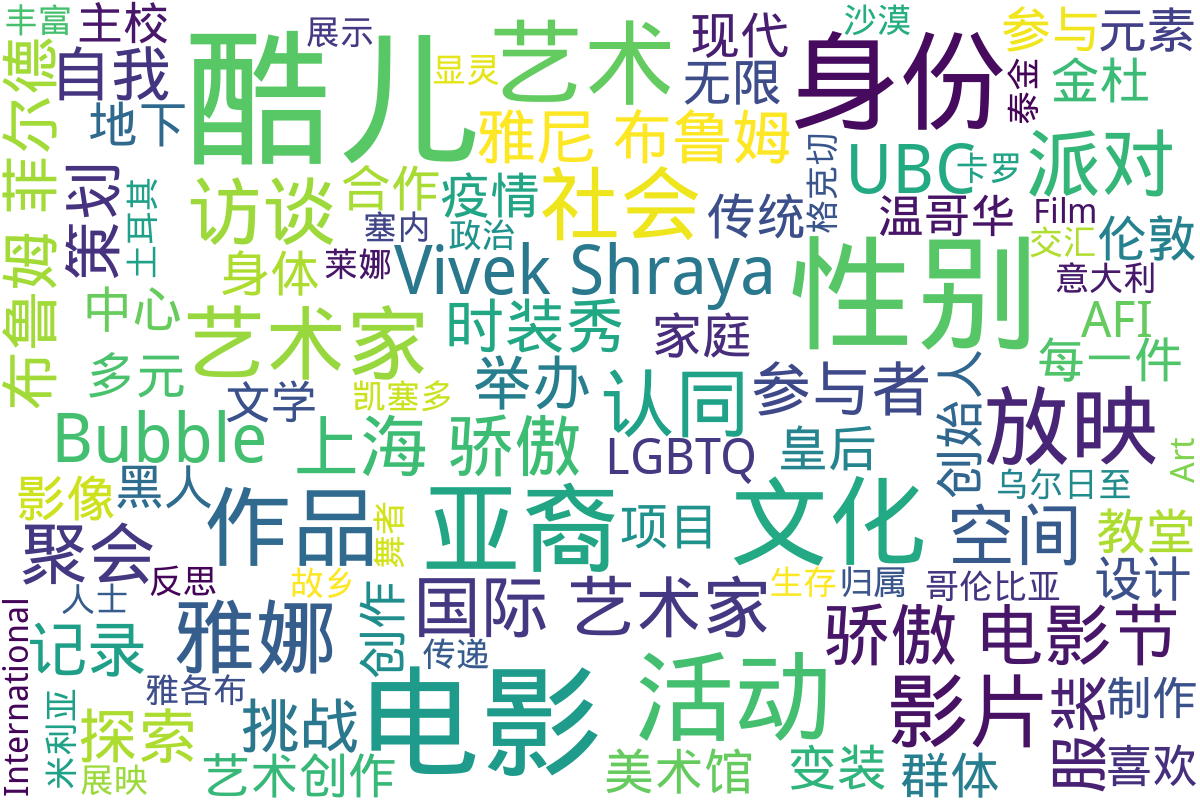 丰富
主校
展示
酷儿
艺术
现代
身份
沙漠
参与
元素
自我
显灵
无限
泰金
金杜
布鲁姆 菲尔德
地下
雅尼 布鲁姆
格克切
UBC
卡罗
派对
策划
土耳其
访谈
合作
疫情
社会
传统
温哥华
Film
塞内
政治
交汇
伦敦
身体
莱娜
Vivek Shraya
性别
意大利
中心
艺术家
时装秀
家庭
AFI
每一件
多元
文学
凯塞多
举办
认同
参与者
创始人
放映
Bubble
上海 骄傲
LGBTQ
皇后
乌尔日至
Art
影像
黑人
作品
舞者
亚裔
项目
文化
空间
教堂
聚会
反思
人士
故乡
创作
国际 艺术家
生存
归属
哥伦比亚
设计
International
记录
雅娜
传递
骄傲 电影节
雅各布
电影
活动
影片
服装
制作
米利亚
探索
挑战
展映
艺术创作
美术馆
变装
群体
喜欢